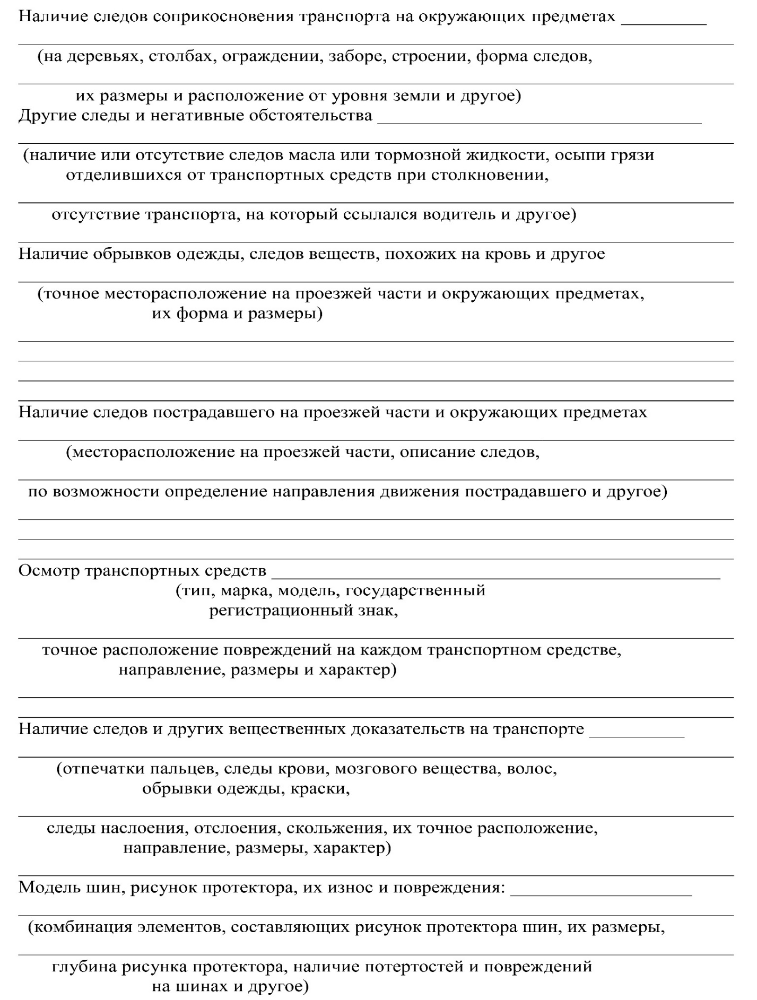 Наличие следов соприкосновения транспорта на окружающих предметах _________
(на деревьях, столбах, ограждении, заборе, строении, форма следов,
их размеры и расположение от уровня земли и другое)
Другие следы и негативные обстоятельства __________________________________
(наличие или отсутствие следов масла или тормозной жидкости, осыпи грязи
отделившихся от транспортных средств при столкновении,
отсутствие транспорта, на который ссылался водитель и другое)
Наличие обрывков одежды, следов веществ, похожих на кровь и другое
(точное месторасположение на проезжей части и окружающих предметах,
их форма и размеры)
Наличие следов пострадавшего на проезжей части и окружающих предметах
(месторасположение на проезжей части, описание следов,
по возможности определение направления движения пострадавшего и другое)
Осмотр транспортных средств _______________________________________________
(тип, марка, модель, государственный
регистрационный знак,
точное расположение повреждений на каждом транспортном средстве,
направление, размеры и характер)
Наличие следов и других вещественных доказательств на транспорте __________
(отпечатки пальцев, следы крови, мозгового вещества, волос,
обрывки одежды, краски,
следы наслоения, отслоения, скольжения, их точное расположение,
направление, размеры, характер)
Модель шин, рисунок протектора, их износ и повреждения: ___________________
(комбинация элементов, составляющих рисунок протектора шин, их размеры,
глубина рисунка протектора, наличие потертостей и повреждений
на шинах и другое)